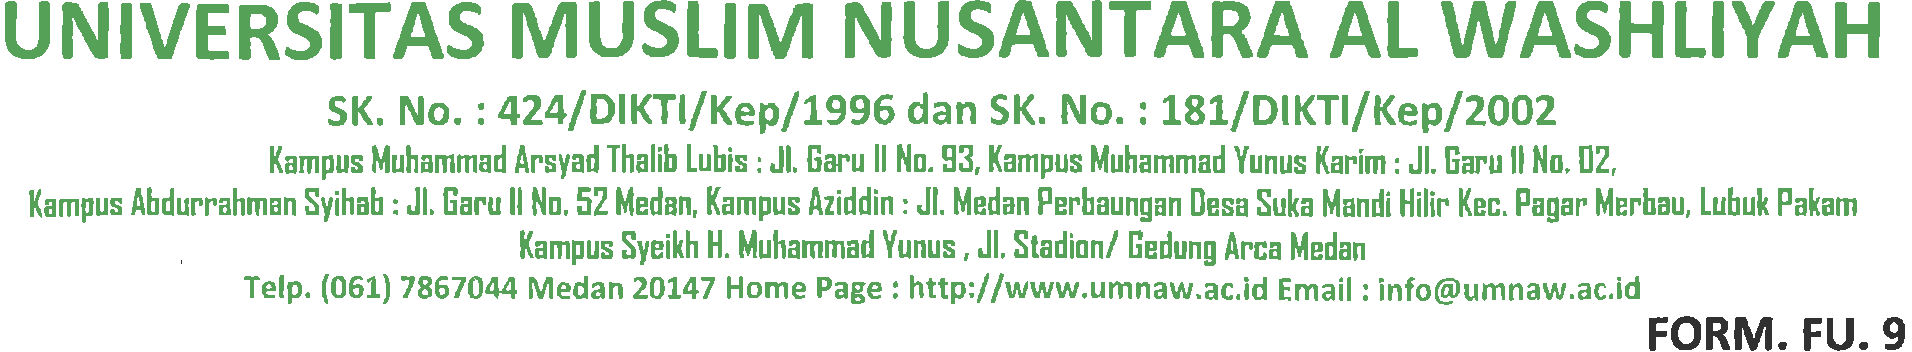 UNIVERSITAS MUSLIM NUSANTARA AL WASHLIYAH
SK. No. : 424/DIKTI/Kep/1996 dan SK. No. : 181/DIKTI/Kep/2002
Kampus Muhammad Arsyad Thalib Lubis : Jl. Garu II No. 93, Kampus Muhammad Yunus Karim : Jl. Garu II No. 02,
Kampus Abdurrahman Syihab : Jl. Garu II No. 52 Medan, Kampus Aziddin : Jl. Medan Perbaungan Desa Suka Mandi Hilir Kec. Pagar Merbau, Lubuk Pakam
Kampus Syeikh H. Muhammad Yunus , Jl. Stadion/ Gedung Arca Medan
Telp. (061) 7867044 Medan 20147 Home Page : http://www.umnaw.ac.id Email : info@umnaw.ac.id
FORM. FU. 9